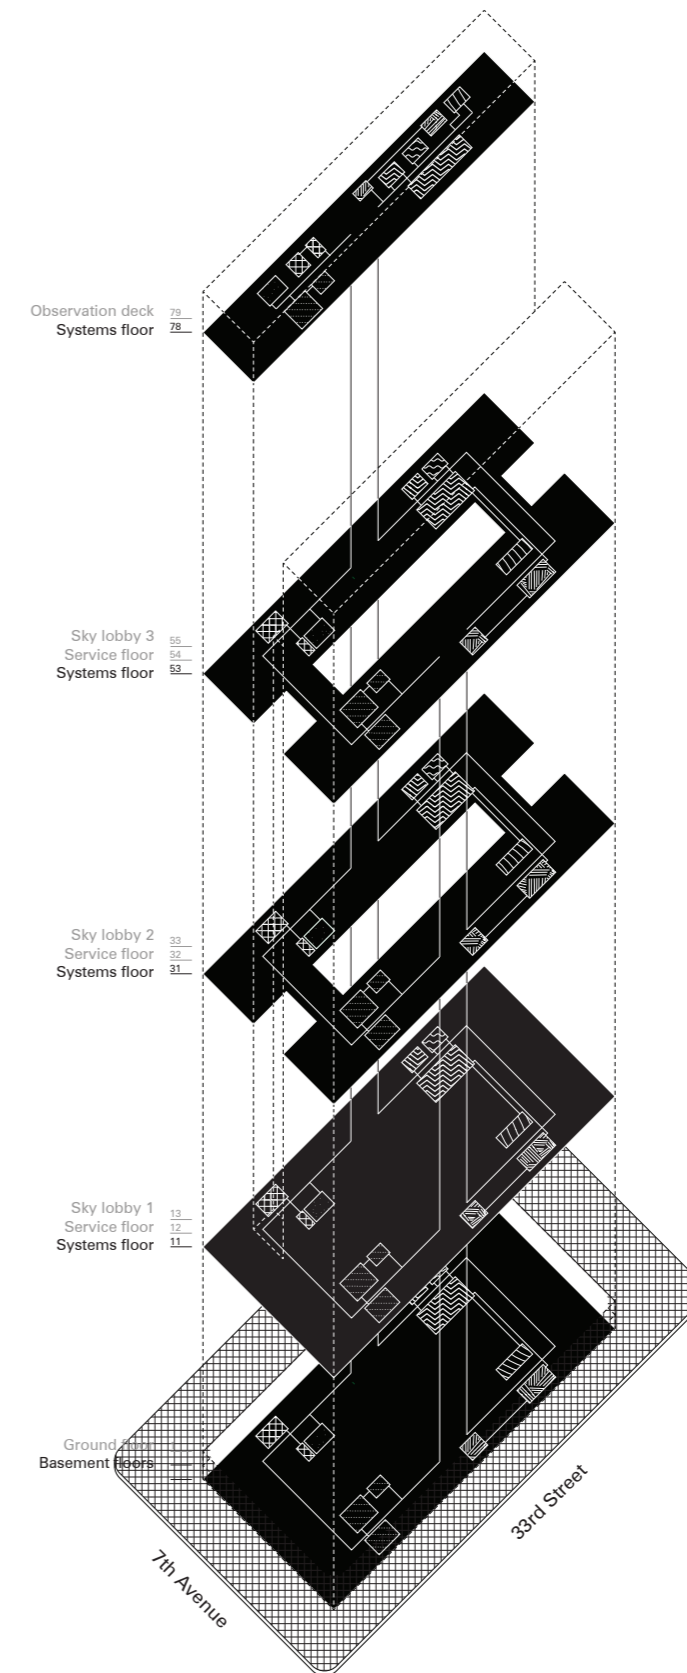 Observation deck 79
Systems floor 78
Sky lobby 3 55
Service floor 54
Systems floor 53
Sky lobby 2 33
Service floor 32
Systems floor 31
Sky lobby 1 13
Service floor 12
Systems floor 11
Ground floor
Basement floors
33rd Street
7th Avenue